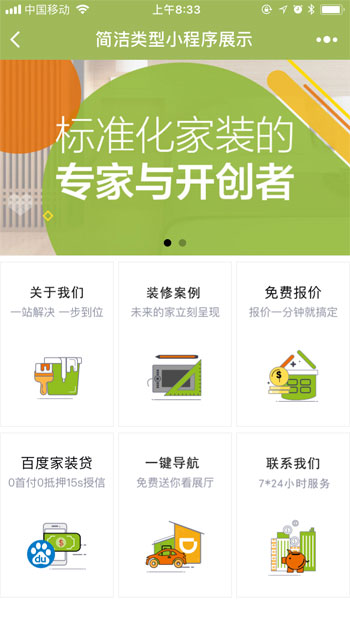 中国移动
上午8:33
简洁类型小程序展示
标准化家装的
专家与开创者
关于我们
一站解决 一步到位
装修案例
未来的家立刻呈现
免费报价
报价一分钟就搞定
百度家装贷
0首付0抵押15s授信
du
一键导航
免费送你看展厅
联系我们
7*24小时服务